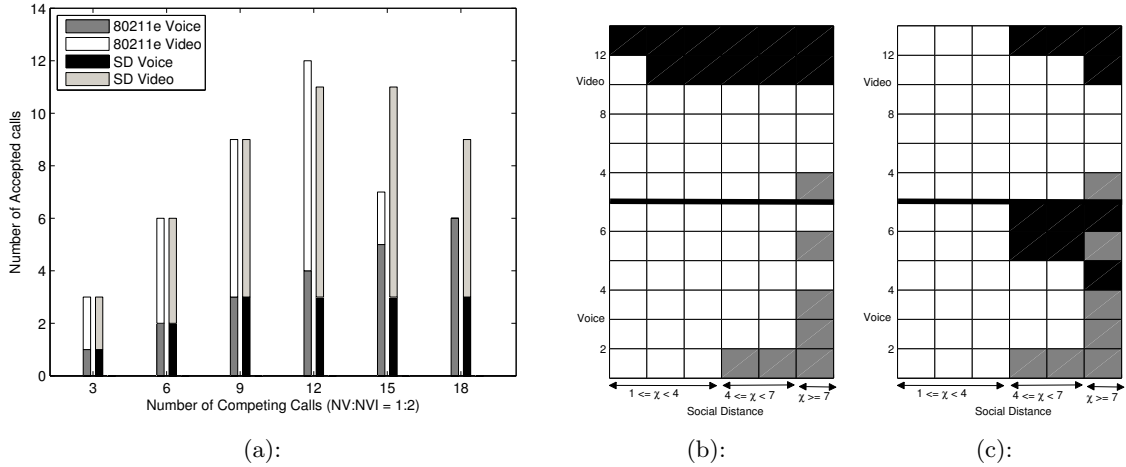 14
12
10
8
6
4
2
0
Number of Accepted calls
80211e Voice
80211e Video
SD Voice
SD Video
3 6 9 12 15 18
Number of Competing Calls (NV:NVI = 1:2)
(a):
12
Video
8
4
6
4
Voice
2
1 <= χ < 4 4 <= χ < 7 χ >= 7
Social Distance
(b):
12
Video
8
4
6
4
Voice
2
1 <= χ < 4 4 <= χ < 7 χ >= 7
Social Distance
(c):